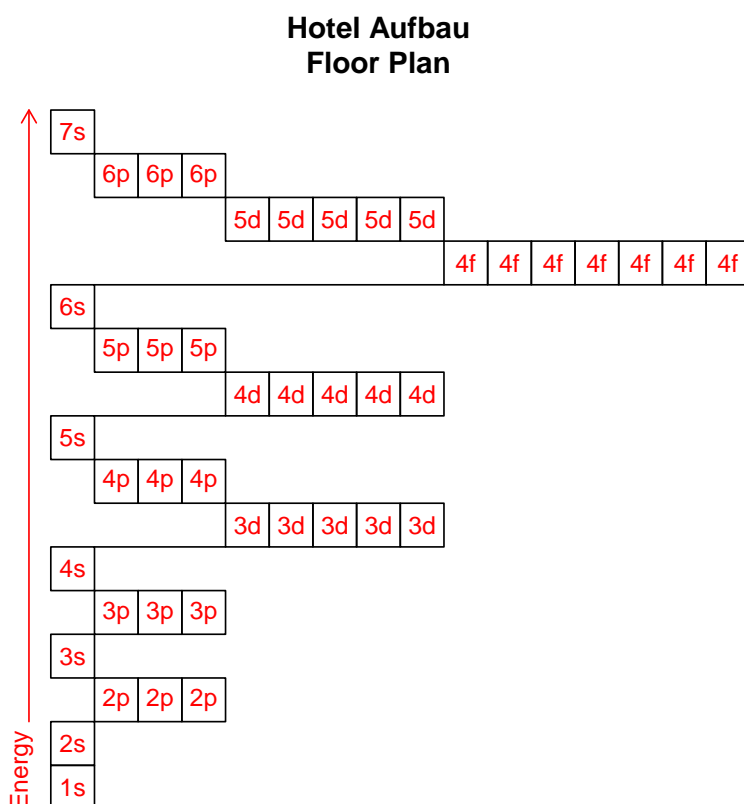 Hotel Aufbau
Floor Plan
7s
6p 6p 6p
5d 5d 5d 5d 5d
4f 4f 4f 4f 4f 4f 4f
6s
5p 5p 5p
4d 4d 4d 4d 4d
5s
4p 4p 4p
3d 3d 3d 3d 3d
4s
3p 3p 3p
3s
2p 2p 2p
2s
1s
Energy